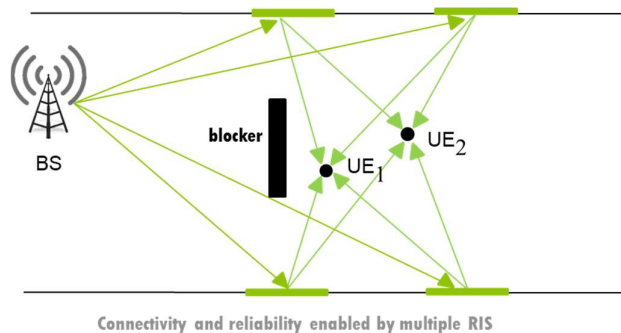 blocker
BS
UE1
UE2
Connectivity and reliability enabled by multiple RIS